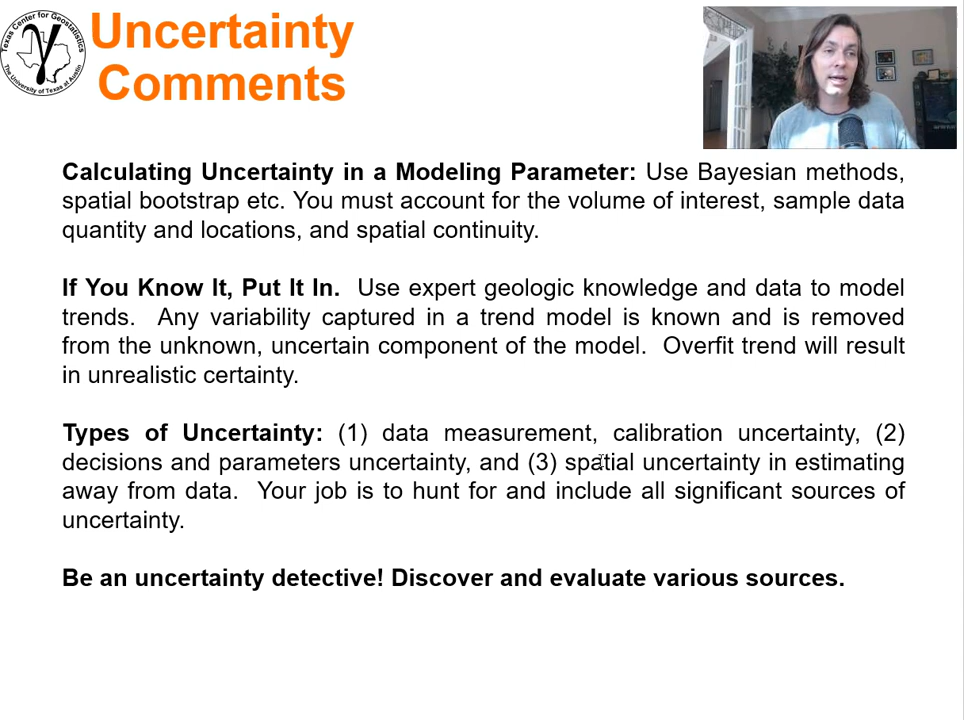 Texas Center for Geostatistics
The University of Texas at Austin
γ
Uncertainty
Comments
Calculating Uncertainty in a Modeling Parameter: Use Bayesian methods,
spatial bootstrap etc. You must account for the volume of interest, sample data
quantity and locations, and spatial continuity.
If You Know It, Put It In.  Use expert geologic knowledge and data to model
trends.  Any variability captured in a trend model is known and is removed
from the unknown, uncertain component of the model.  Overfit trend will result
in unrealistic certainty.
Types of Uncertainty: (1) data measurement, calibration uncertainty, (2)
decisions and parameters uncertainty, and (3) spatial uncertainty in estimating
away from data.  Your job is to hunt for and include all significant sources of
uncertainty.
Be an uncertainty detective! Discover and evaluate various sources.